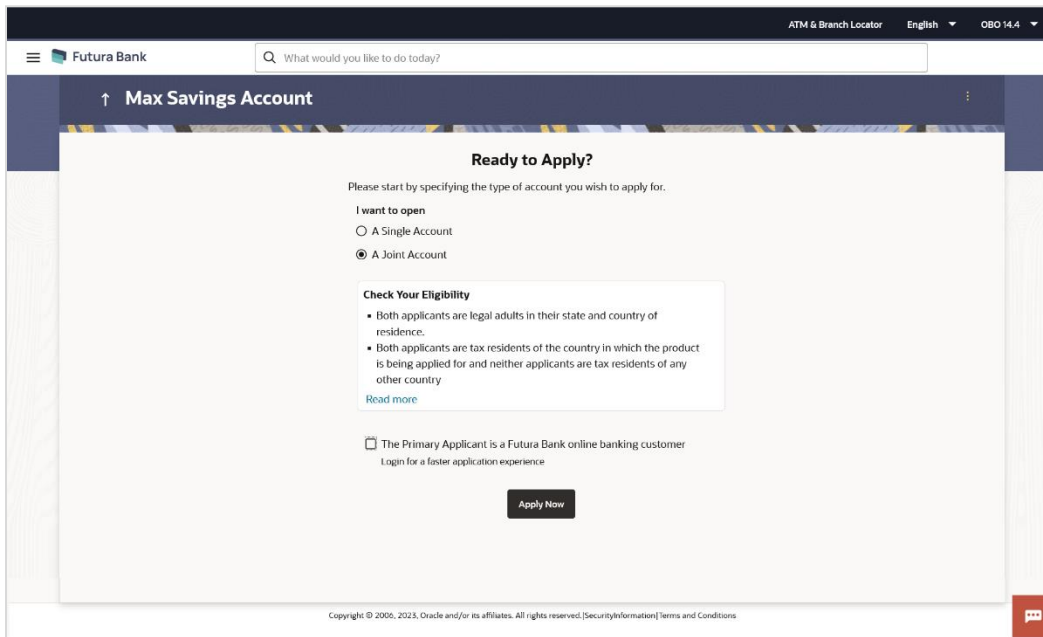 ATM & Branch Locator English OBO 14.4
Futura Bank What would you like to do today?
Max Savings Account
Ready to Apply?
Please start by specifying the type of account you wish to apply for.
I want to open
A Single Account
A Joint Account
Check Your Eligibility
Both applicants are legal adults in their state and country of
residence.
Both applicants are tax residents of the country in which the product
is being applied for and neither applicants are tax residents of any
other country
Read more
The Primary Applicant is a Futura Bank online banking customer
Login for a faster application experience
Apply Now
Copyright © 2006, 2023, Oracle and/or its affiliates. All rights reserved.|SecurityInformation|Terms and Conditions